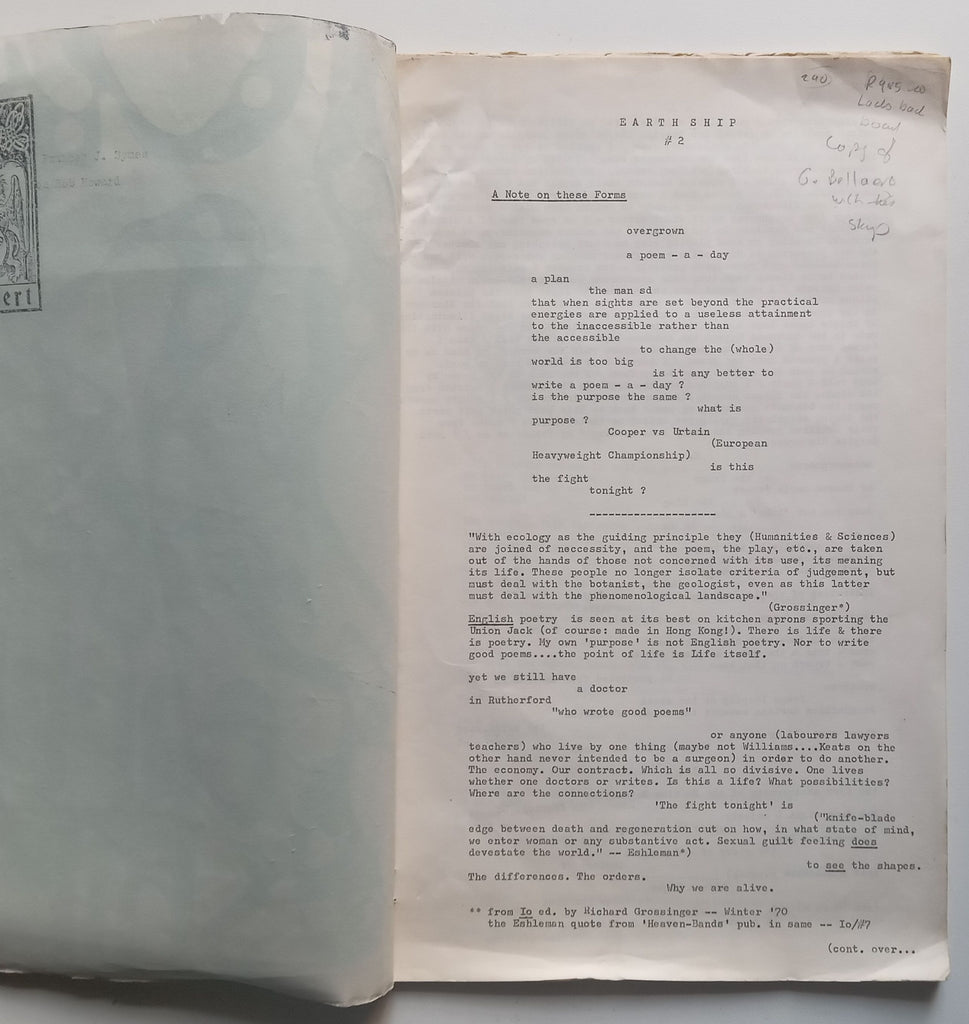 ert
J.
Howard
290.
Copy of
G.
with
E A R T H S H I P
# 2
A Note on these Forms
overgrown
a poem - a - day
a plan
the man sd
that when sights are set beyond the practical
energies are applied to a useless attainment
to the inaccessible rather than
the accessible
to change the (whole)
world is too big
is it any better to
write a poem - a - day ?
is the purpose the same ?
what is
purpose ?
Cooper vs Urtain
(European
Heavyweight Championship)
is this
the fight
tonight ?
--------------------
"With ecology as the guiding principle they (Humanities & Sciences)
are joined of neccessity, and the poem, the play, etc., are taken
out of the hands of those not concerned with its use, its meaning
its life. These people no longer isolate criteria of judgement, but
must deal with the botanist, the geologist, even as this latter
must deal with the phenomenological landscape."
(Grossinger*)
English poetry is seen at its best on kitchen aprons sporting the
Union Jack (of course: made in Hong Kong!). There is life & there
is poetry. My own 'purpose' is not English poetry. Nor to write
good poems....the point of life is Life itself.
yet we still have
a doctor
in Rutherford
"who wrote good poems"
or anyone (labourers lawyers
teachers) who live by one thing (maybe not Williams....Keats on the
other hand never intended to be a surgeon) in order to do another.
The economy. Our contract. Which is all so divisive. One lives
whether one doctors or writes. Is this a life? What possibilities?
Where are the connections?
'The fight tonight' is
("knife-blade
edge between death and regeneration cut on how, in what state of mind,
we enter woman or any substantive act. Sexual guilt feeling does
devestate the world." -- Eshleman*)
to see the shapes.
The differences. The orders.
Why we are alive.
** from Io ed. by Richard Grossinger -- Winter '70
the Eshleman quote from 'Heaven-Bands' pub. in same -- Io/#7
(cont. over...